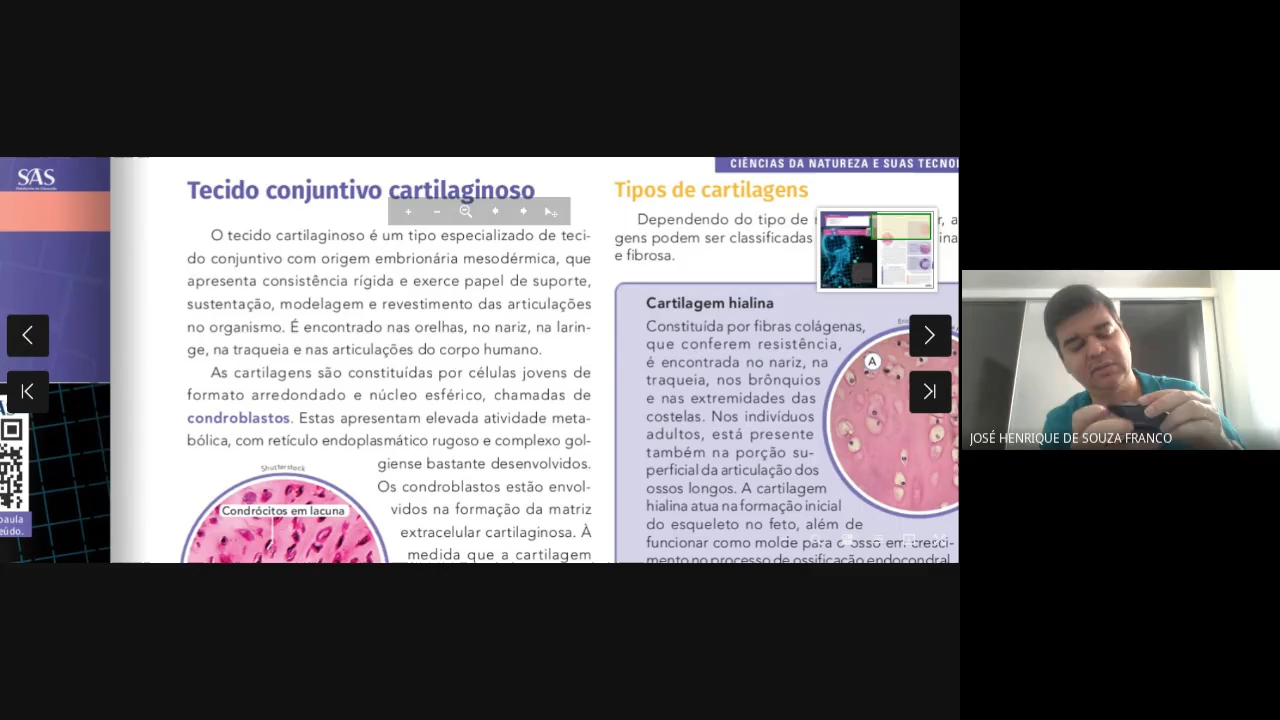 SAS
CIÊNCIAS DA NATUREZA E SUAS TECNO
Tecido conjuntivo cartilaginoso
O tecido cartilaginoso é um tipo especializado de teci-
do conjuntivo com origem embrionária mesodérmica, que
apresenta consistência rígida e exerce papel de suporte,
sustentação, modelagem e revestimento das articulações
no organismo. É encontrado nas orelhas, no nariz, na larin-
ge, na traqueia e nas articulações do corpo humano.
As cartilagens são constituídas por células jovens de
formato arredondado e núcleo esférico, chamadas de
condroblastos. Estas apresentam elevada atividade meta-
bólica, com retículo endoplasmático rugoso e complexo gol-
giense bastante desenvolvidos.
Os condroblastos estão envol-
vidos na formação da matriz
extracelular cartilaginosa. À
medida que a cartilagem
Shutterstock
Condrócitos em lacuna
Tipos de cartilagens
Dependendo do tipo de
gens podem ser classificadas
e fibrosa.
Cartilagem hialina
Constituída por fibras colágenas,
que conferem resistência,
é encontrada no nariz, na
traqueia, nos brônquios
e nas extremidades das
costelas. Nos indivíduos
adultos, está presente
também na porção su-
perficial da articulação dos
ossos longos. A cartilagem
hialina atua na formação inicial
do esqueleto no feto, além de
funcionar como molde para o osso em cresci-
mento no processo de ossificação endocondral
A
JOSÉ HENRIQUE DE SOUZA FRANCO